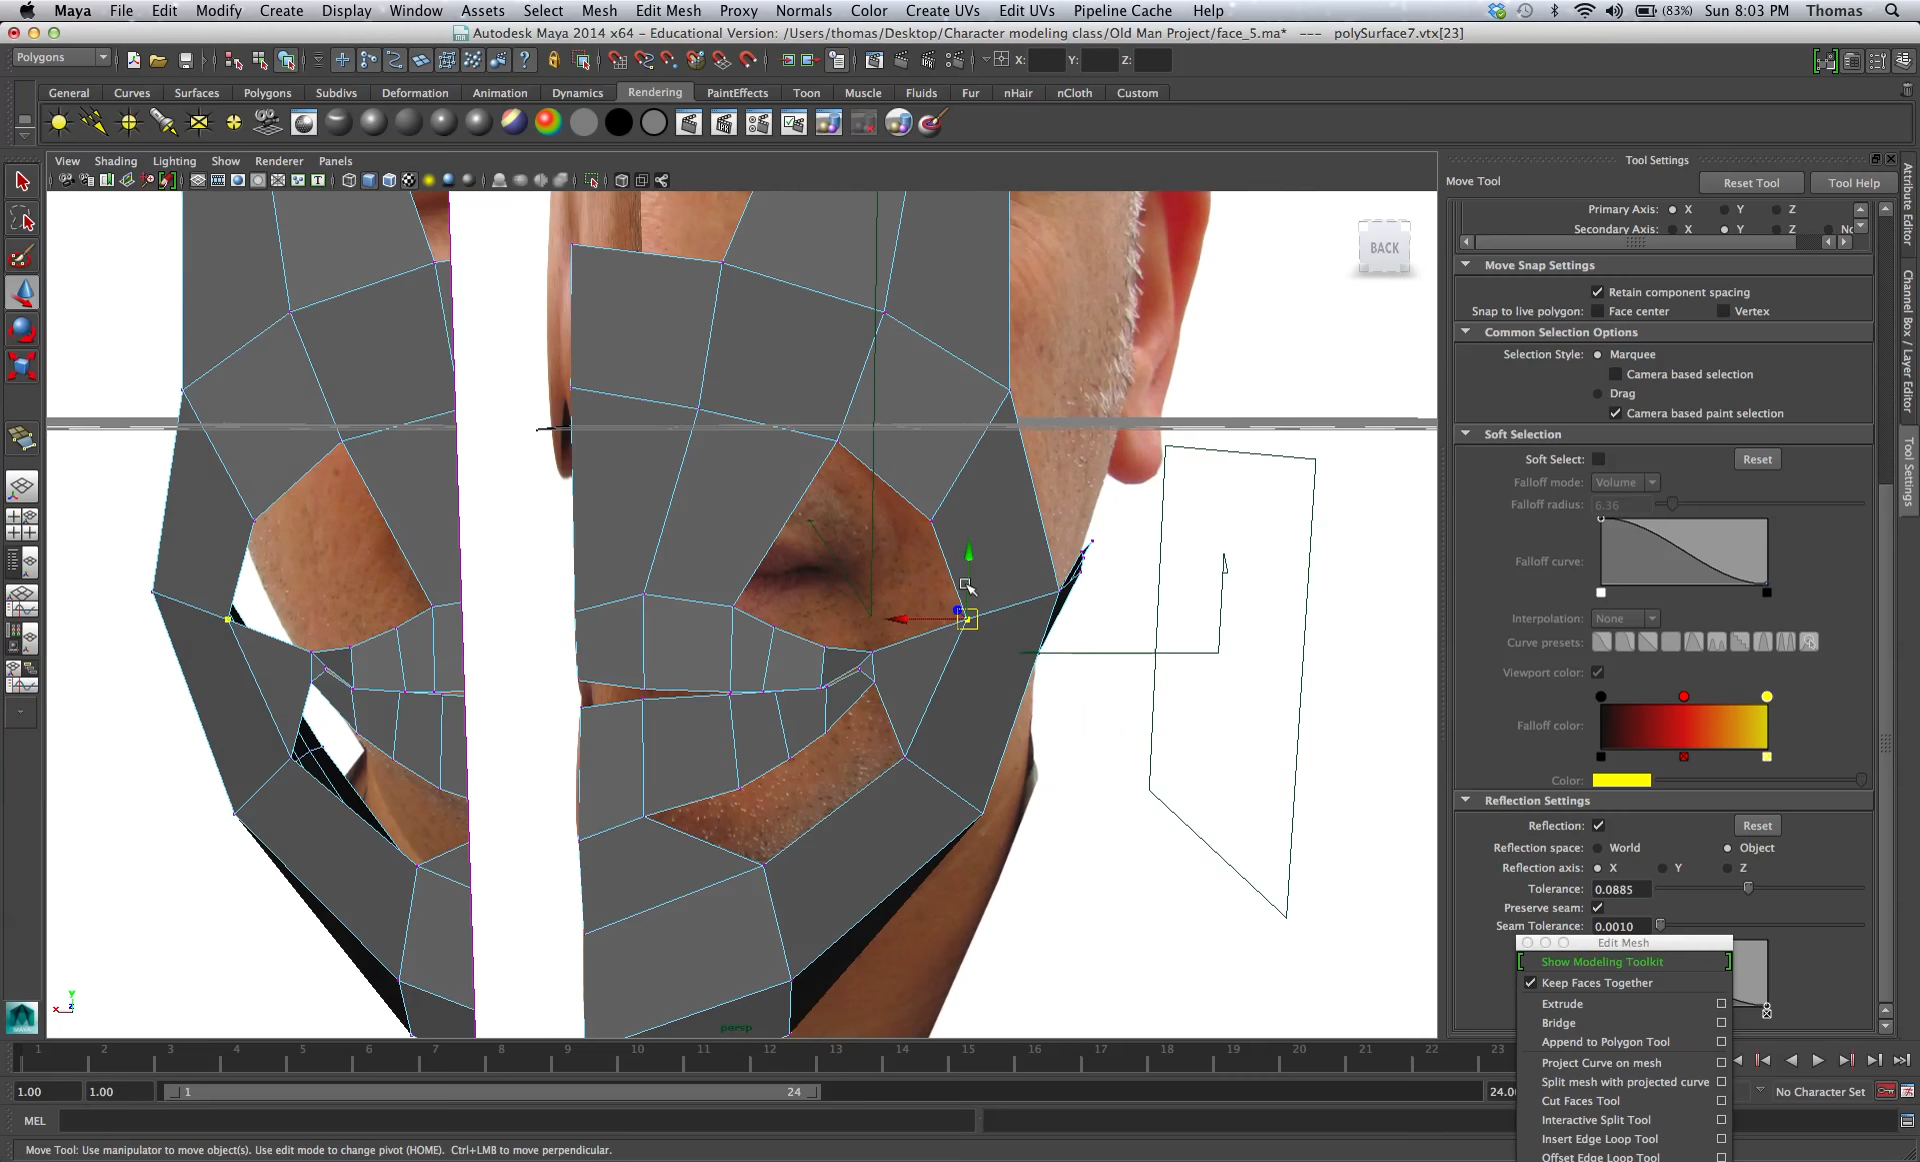 Maya File Edit Modify Create Display Window Assets Select Mesh Edit Mesh Proxy Normals Color Create UVs Edit UVs Pipeline Cache Help (83%) Sun 8:03 PM Thomas
Autodesk Maya 2014 x64 - Educational Version: /Users/thomas/Desktop/Character modeling class/Old Man Project/face_5.ma* --- polySurface7.vtx[23]
Polygons X: Y: Z:
General Curves Surfaces Polygons Subdivs Deformation Animation Dynamics Rendering PaintEffects Toon Muscle Fluids Fur nHair nCloth Custom
View Shading Lighting Show Renderer Panels
Tool Settings
Move Tool Reset Tool Tool Help
Primary Axis: X Y Z
Secondary Axis: X Y Z
Move Snap Settings
Retain component spacing
Snap to live polygon: Face center Vertex
Common Selection Options
Selection Style: Marquee
Camera based selection
Drag
Camera based paint selection
Soft Selection
Soft Select: Reset
Falloff mode: Volume
Falloff radius: 6.36
Falloff curve:
Interpolation: None
Curve presets:
Viewport color:
Falloff color:
Color:
Reflection Settings
Reflection: Reset
Reflection space: World Object
Reflection axis: X Y Z
Tolerance: 0.0885
Preserve seam:
Seam Tolerance: 0.0010
Edit Mesh
Show Modeling Toolkit
Keep Faces Together
Extrude
Bridge
Append to Polygon Tool
Project Curve on mesh
Split mesh with projected curve
Cut Faces Tool
Interactive Split Tool
Insert Edge Loop Tool
Offset Edge Loop Tool
Attribute Editor
Channel Box / Layer Editor
Tool Settings
BACK
persp
Y
X
1 2 3 4 5 6 7 8 9 10 11 12 13 14 15 16 17 18 19 20 21 22 23
1.00 1.00 1 24 24.0 No Character Set
MEL
Move Tool: Use manipulator to move object(s). Use edit mode to change pivot (HOME). Ctrl+LMB to move perpendicular.